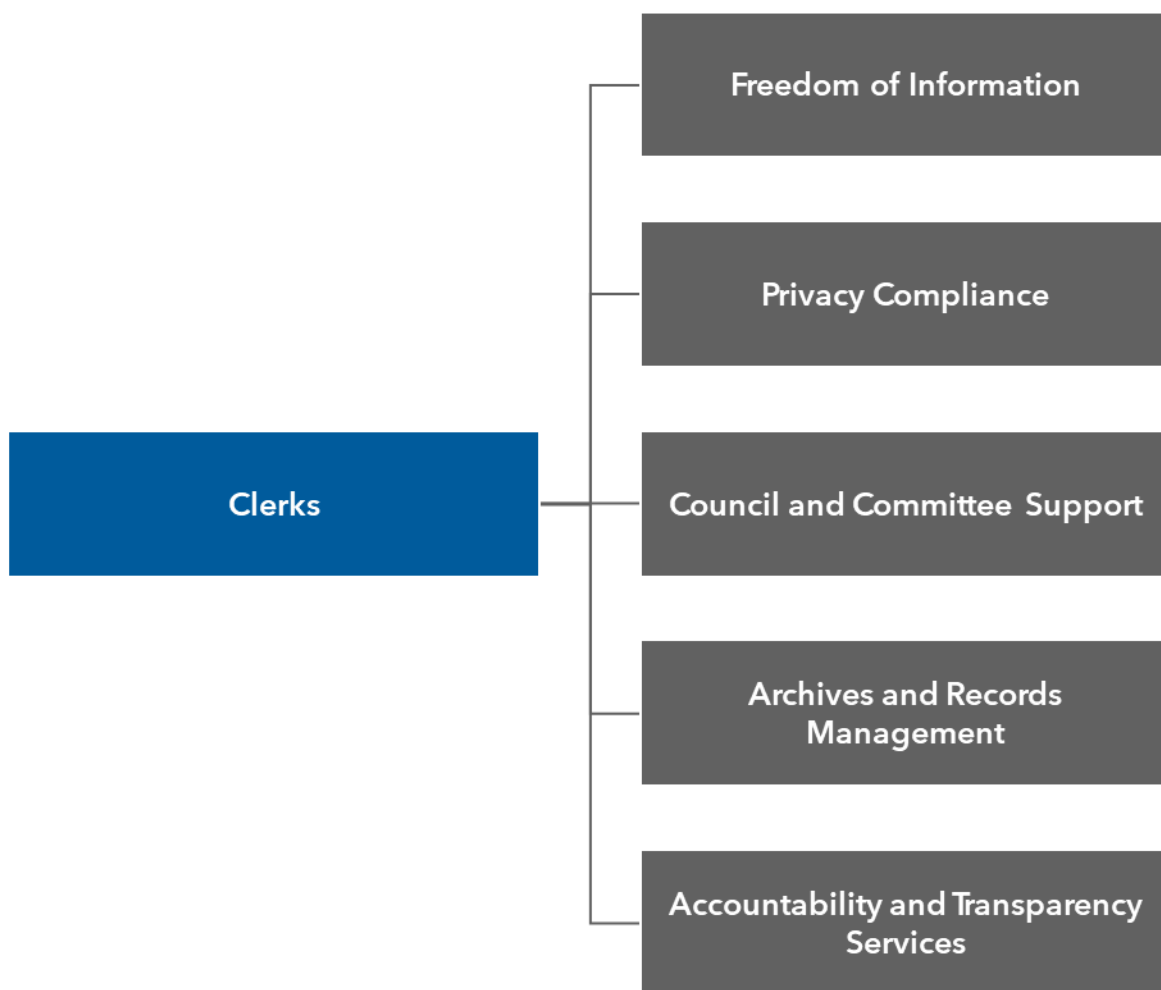 Freedom of Information
Privacy Compliance
Clerks
Council and Committee Support
Archives and Records
Management
Accountability and Transparency
Services